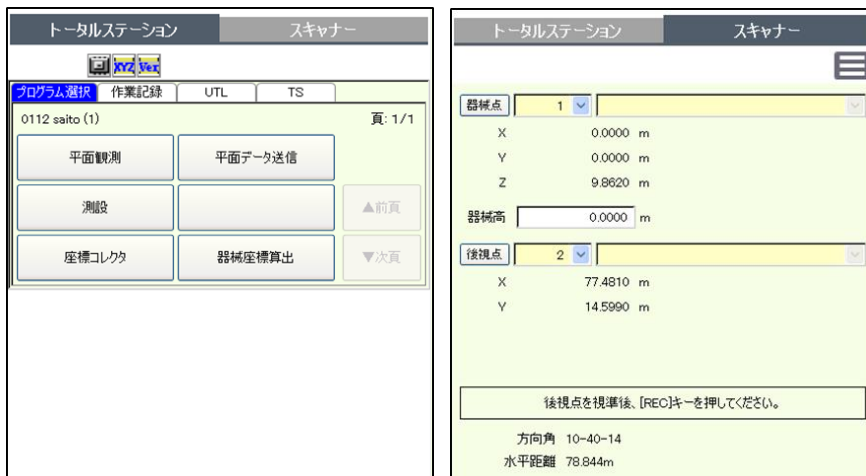 トータルステーション スキャナー
XYZ Ver
プログラム選択 作業記録 UTL TS
0112 saito (1) 頁: 1/1
平面観測 平面データ送信
測設 ▲前頁
座標コレクタ 器械座標算出 ▼次頁
トータルステーション スキャナー
器械点 1
X 0.0000 m
Y 0.0000 m
Z 9.8620 m
器械高 0.0000 m
後視点 2
X 77.4810 m
Y 14.5990 m
後視点を視準後、[REC]キーを押してください。
方向角 10-40-14
水平距離 78.844m